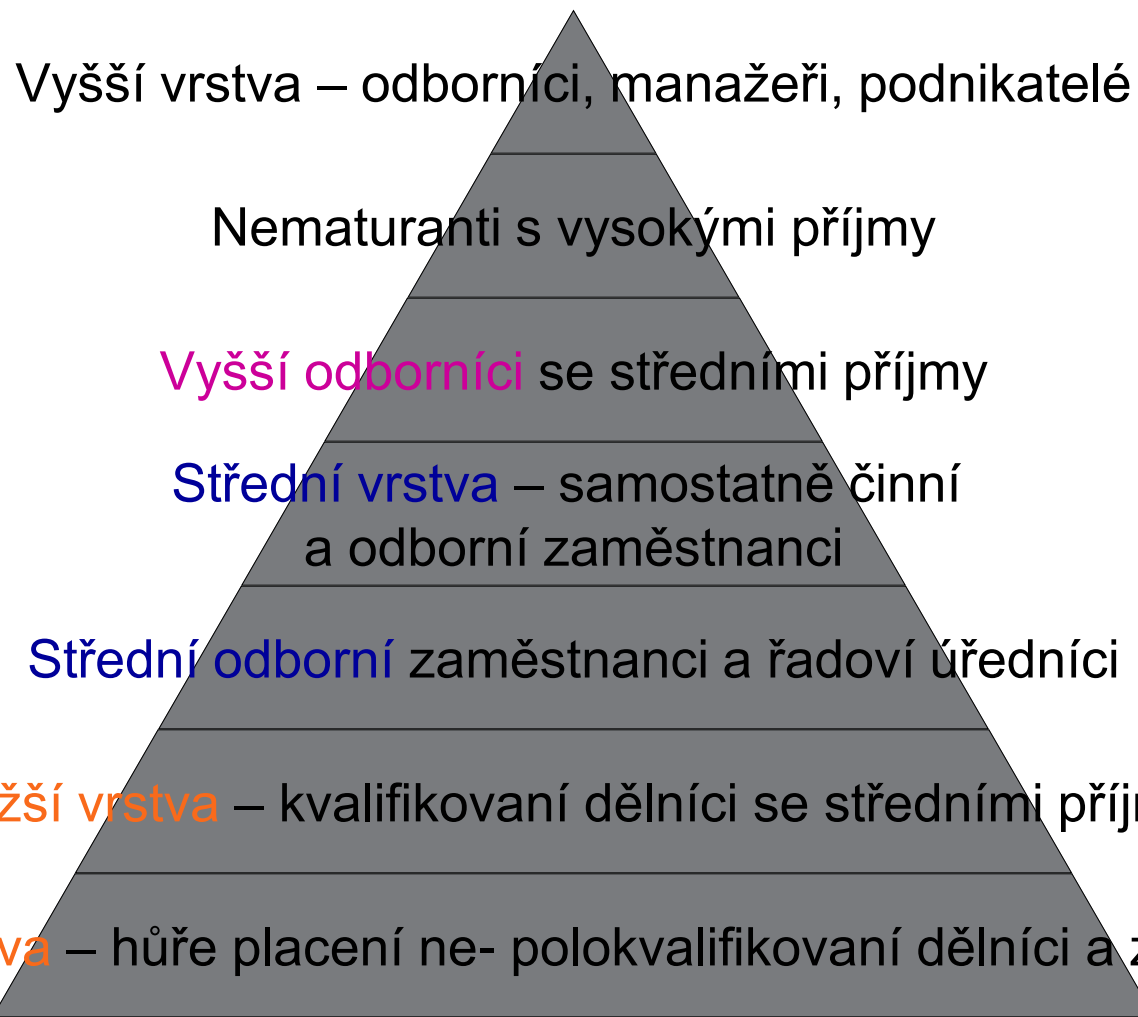 Vyšší vrstva – odborníci, manažeři, podnikatelé
Nematuranti s vysokými příjmy
Vyšší odborníci se středními příjmy
Střední vrstva – samostatně činní
a odborní zaměstnanci
Střední odborní zaměstnanci a řadoví úředníci
vrstva – kvalifikovaní dělníci se středními
– hůře placení ne- polokvalifikovaní dělníci a